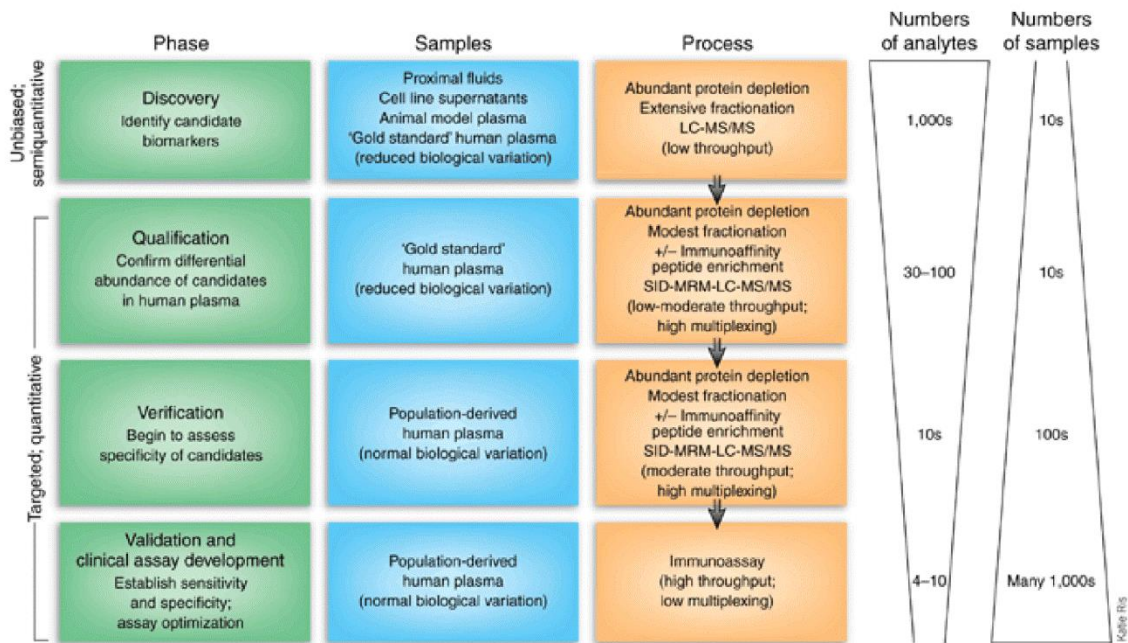 Phase
Samples
Process
Numbers
of analytes
Numbers
of samples
Unbiased;
semiquantitative
Discovery
Identify candidate
biomarkers
Proximal fluids
Cell line supernatants
Animal model plasma
'Gold standard' human plasma
(reduced biological variation)
Abundant protein depletion
Extensive fractionation
LC-MS/MS
(low throughput)
1,000s
10s
Targeted; quantitative
Qualification
Confirm differential
abundance of candidates
in human plasma
'Gold standard'
human plasma
(reduced biological variation)
Abundant protein depletion
Modest fractionation
+/– Immunoaffinity
peptide enrichment
SID-MRM-LC-MS/MS
(low-moderate throughput;
high multiplexing)
30–100
10s
Verification
Begin to assess
specificity of candidates
Population-derived
human plasma
(normal biological variation)
Abundant protein depletion
Modest fractionation
+/– Immunoaffinity
peptide enrichment
SID-MRM-LC-MS/MS
(moderate throughput;
high multiplexing)
10s
100s
Validation and
clinical assay development
Establish sensitivity
and specificity;
assay optimization
Population-derived
human plasma
(normal biological variation)
Immunoassay
(high throughput;
low multiplexing)
4–10
Many 1,000s
Katie Ris